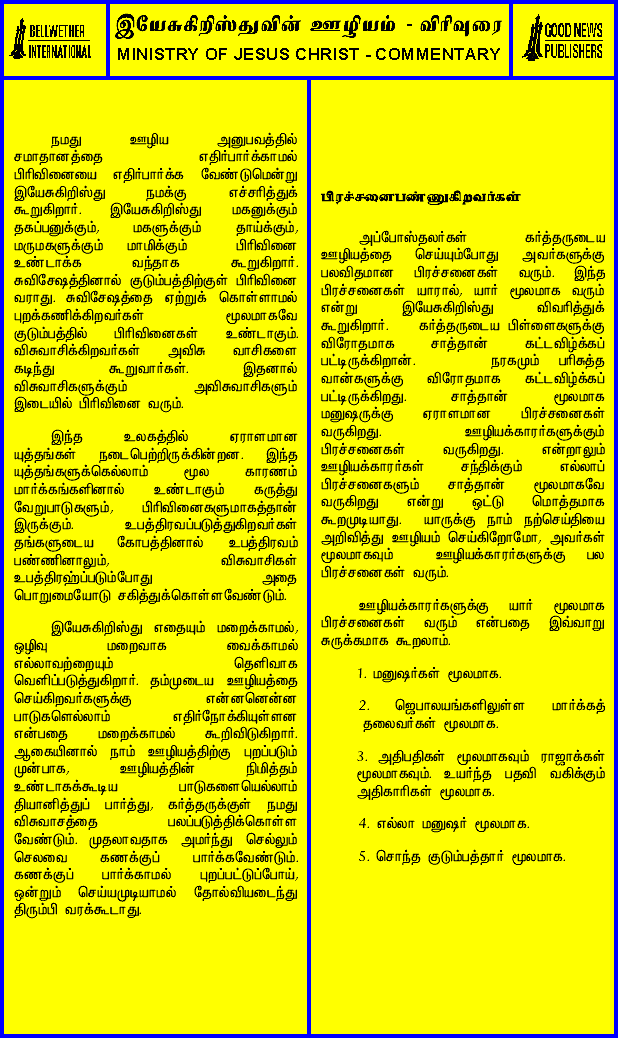 BELLWETHER
INTERNATIONAL
இயேசுகிறிஸ்துவின் ஊழியம் - விரிவுரை
MINISTRY OF JESUS CHRIST - COMMENTARY
GOOD NEWS
PUBLISHERS
நமது ஊழிய அனுபவத்தில்
சமாதானத்தை எதிர்பார்க்காமல்
பிரிவினையை எதிர்பார்க்க வேண்டுமென்று
இயேசுகிறிஸ்து நமக்கு எச்சரித்துக்
கூறுகிறார். இயேசுகிறிஸ்து மகனுக்கும்
தகப்பனுக்கும், மகளுக்கும் தாய்க்கும்,
மருமகளுக்கும் மாமிக்கும் பிரிவினை
உண்டாக்க வந்தாக கூறுகிறார்.
சுவிசேஷத்தினால் குடும்பத்திற்குள் பிரிவினை
வராது. சுவிசேஷத்தை ஏற்றுக் கொள்ளாமல்
புறக்கணிக்கிறவர்கள் மூலமாகவே
குடும்பத்தில் பிரிவினைகள் உண்டாகும்.
விசுவாசிக்கிறவர்கள் அவிசு வாசிகளை
கடிந்து கூறுவார்கள். இதனால்
விசுவாசிகளுக்கும் அவிசுவாசிகளும்
இடையில் பிரிவினை வரும்.
இந்த உலகத்தில் ஏராளமான
யுத்தங்கள் நடைபெற்றிருக்கின்றன. இந்த
யுத்தங்களுக்கெல்லாம் மூல காரணம்
மார்க்கங்களினால் உண்டாகும் கருத்து
வேறுபாடுகளும், பிரிவினைகளுமாகத்தான்
இருக்கும். உபத்திரவப்படுத்துகிறவர்கள்
தங்களுடைய கோபத்தினால் உபத்திரவம்
பண்ணினாலும், விசுவாசிகள்
உபத்திரஹ்ப்படும்போது அதை
பொறுமையோடு சகித்துக்கொள்ளவேண்டும்.
இயேசுகிறிஸ்து எதையும் மறைக்காமல்,
ஒழிவு மறைவாக வைக்காமல்
எல்லாவற்றையும் தெளிவாக
வெளிப்படுத்துகிறார். தம்முடைய ஊழியத்தை
செய்கிறவர்களுக்கு என்னனென்ன
பாடுகளெல்லாம் எதிர்நோக்கியுள்ளன
என்பதை மறைக்காமல் கூறிவிடுகிறார்.
ஆகையினால் நாம் ஊழியத்திற்கு புறப்படும்
முன்பாக, ஊழியத்தின் நிமித்தம்
உண்டாகக்கூடிய பாடுகளையெல்லாம்
தியானித்துப் பார்த்து, கர்த்தருக்குள் நமது
விசுவாசத்தை பலப்படுத்திக்கொள்ள
வேண்டும். முதலாவதாக அமர்ந்து செல்லும்
செலவை கணக்குப் பார்க்கவேண்டும்.
கணக்குப் பார்க்காமல் புறப்பட்டுப்போய்,
ஒன்றும் செய்யமுடியாமல் தோல்வியடைந்து
திரும்பி வரக்கூடாது.
பிரச்சனைபண்ணுகிறவர்கள்
அப்போஸ்தலர்கள் கர்த்தருடைய
ஊழியத்தை செய்யும்போது அவர்களுக்கு
பலவிதமான பிரச்சனைகள் வரும். இந்த
பிரச்சனைகள் யாரால், யார் மூலமாக வரும்
என்று இயேசுகிறிஸ்து விவரித்துக்
கூறுகிறார். கர்த்தருடைய பிள்ளைகளுக்கு
விரோதமாக சாத்தான் கட்டவிழ்க்கப்
பட்டிருக்கிறான். நரகமும் பரிசுத்த
வான்களுக்கு விரோதமாக கட்டவிழ்க்கப்
பட்டிருக்கிறது. சாத்தான் மூலமாக
மனுஷருக்கு ஏராளமான பிரச்சனைகள்
வருகிறது. ஊழியக்காரர்களுக்கும்
பிரச்சனைகள் வருகிறது. என்றாலும்
ஊழியக்காரர்கள் சந்திக்கும் எல்லாப்
பிரச்சனைகளும் சாத்தான் மூலமாகவே
வருகிறது என்று ஒட்டு மொத்தமாக
கூறமுடியாது. யாருக்கு நாம் நற்செய்தியை
அறிவித்து ஊழியம் செய்கிறோமோ, அவர்கள்
மூலமாகவும் ஊழியக்காரர்களுக்கு பல
பிரச்சனைகள் வரும்.
ஊழியக்காரர்களுக்கு யார் மூலமாக
பிரச்சனைகள் வரும் என்பதை இவ்வாறு
சுருக்கமாக கூறலாம்.
1. மனுஷர்கள் மூலமாக.
2. ஜெபாலயங்களிலுள்ள மார்க்கத்
தலைவர்கள் மூலமாக.
3. அதிபதிகள் மூலமாகவும் ராஜாக்கள்
மூலமாகவும். உயர்ந்த பதவி வகிக்கும்
அதிகாரிகள் மூலமாக.
4. எல்லா மனுஷர் மூலமாக.
5. சொந்த குடும்பத்தார் மூலமாக.